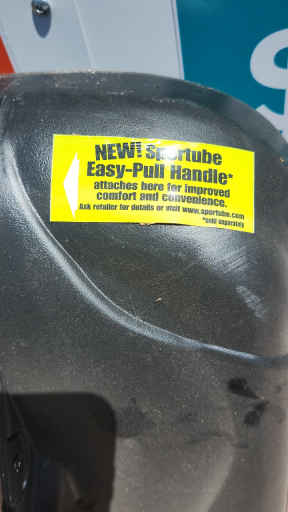 NEW! Sportube
Easy-Pull Handle*
attaches here for improved
comfort and convenience.
Ask retailer for details or visit www.sportube.com
*sold separately